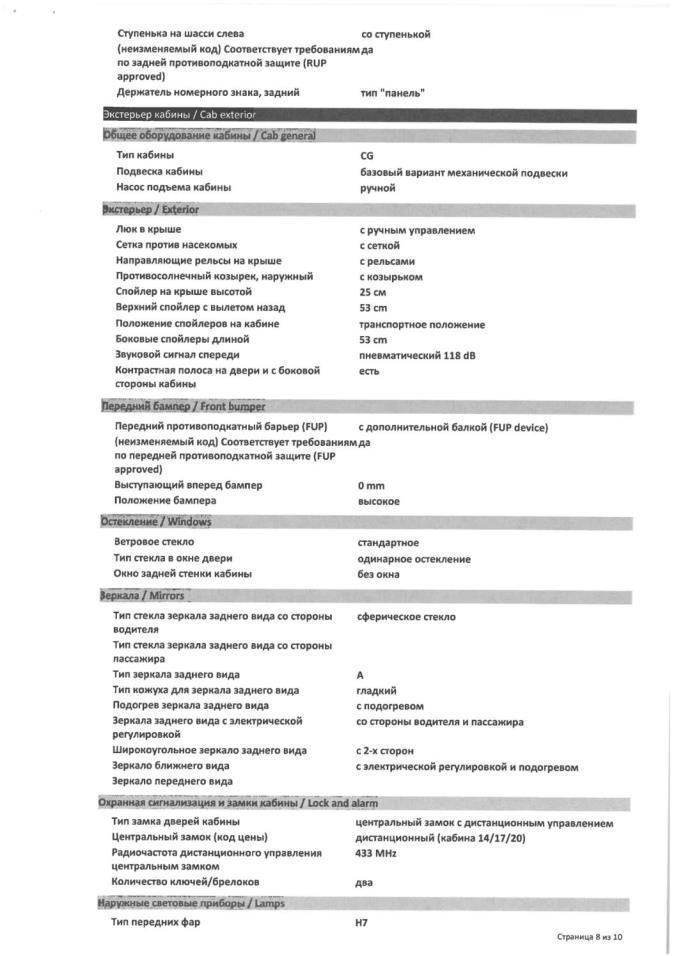 Ступенька на шасси слева со ступенькой
(неизменяемый код) Соответствует требованиям да
по задней противоподкатной защите (RUP
approved)
Держатель номерного знака, задний тип "панель"
Экстерьер кабины / Cab exterior
Общее оборудование кабины / Cab general
Тип кабины CG
Подвеска кабины базовый вариант механической подвески
Насос подъема кабины ручной
Экстерьер / Exterior
Люк в крыше с ручным управлением
Сетка против насекомых с сеткой
Направляющие рельсы на крыше с рельсами
Противосолнечный козырек, наружный с козырьком
Спойлер на крыше высотой 25 см
Верхний спойлер с вылетом назад 53 cm
Положение спойлеров на кабине транспортное положение
Боковые спойлеры длиной 53 cm
Звуковой сигнал спереди пневматический 118 dB
Контрастная полоса на двери и с боковой есть
стороны кабины
Передний бампер / Front bumper
Передний противоподкатный барьер (FUP) с дополнительной балкой (FUP device)
(неизменяемый код) Соответствует требованиям да
по передней противоподкатной защите (FUP
approved)
Выступающий вперед бампер 0 mm
Положение бампера высокое
Остекление / Windows
Ветровое стекло стандартное
Тип стекла в окне двери одинарное остекление
Окно задней стенки кабины без окна
Зеркала / Mirrors
Тип стекла зеркала заднего вида со стороны сферическое стекло
водителя
Тип стекла зеркала заднего вида со стороны
пассажира
Тип зеркала заднего вида A
Тип кожуха для зеркала заднего вида гладкий
Подогрев зеркала заднего вида с подогревом
Зеркала заднего вида с электрической со стороны водителя и пассажира
регулировкой
Широкоугольное зеркало заднего вида с 2-х сторон
Зеркало ближнего вида с электрической регулировкой и подогревом
Зеркало переднего вида
Охранная сигнализация и замки кабины / Lock and alarm
Тип замка дверей кабины центральный замок с дистанционным управлением
Центральный замок (код цены) дистанционный (кабина 14/17/20)
Радиочастота дистанционного управления 433 MHz
центральным замком
Количество ключей/брелоков два
Наружные световые приборы / Lamps
Тип передних фар H7
Страница 8 из 10